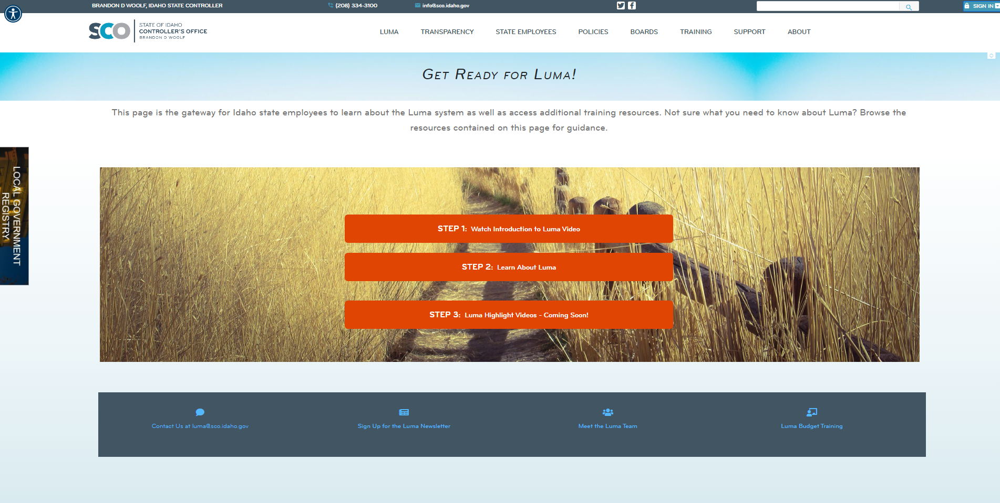 BRANDON D WOOLF, IDAHO STATE CONTROLLER
(208) 334-3100
info@sco.idaho.gov
SIGN IN
SCO
STATE OF IDAHO
CONTROLLER'S OFFICE
BRANDON D WOOLF
LUMA
TRANSPARENCY
STATE EMPLOYEES
POLICIES
BOARDS
TRAINING
SUPPORT
ABOUT
GET READY FOR LUMA!
This page is the gateway for Idaho state employees to learn about the Luma system as well as access additional training resources. Not sure what you need to know about Luma? Browse the
resources contained on this page for guidance.
LOCAL GOVERNMENT
REGISTRY
STEP 1: Watch Introduction to Luma Video
STEP 2: Learn About Luma
STEP 3: Luma Highlight Videos - Coming Soon!
Contact Us at luma@sco.idaho.gov
Sign Up for the Luma Newsletter
Meet the Luma Team
Luma Budget Training